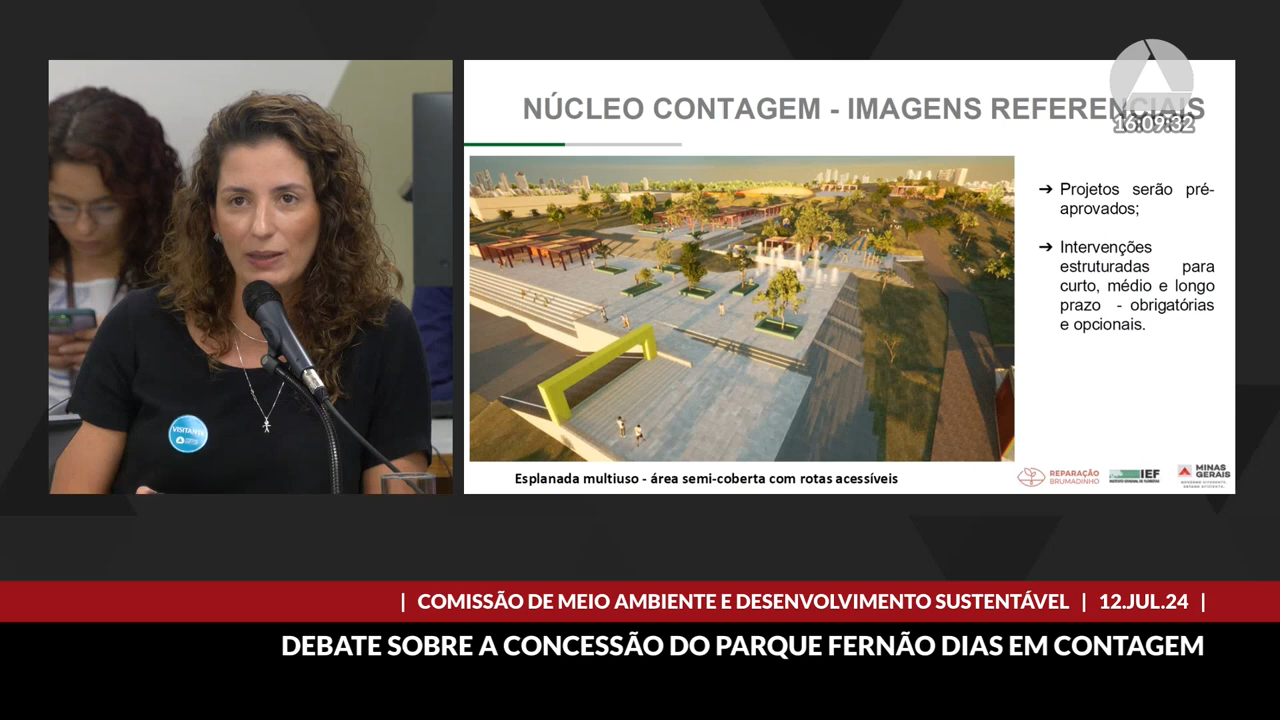 NÚCLEO CONTAGEM - IMAGENS REFERENCIAIS
16:09:32
➔ Projetos serão pré-
aprovados;
➔ Intervenções
estruturadas para
curto, médio e longo
prazo - obrigatórias
e opcionais.
VISITANTE
Esplanada multiuso - área semi-coberta com rotas acessíveis
REPARAÇÃO
BRUMADINHO
IEF
MINAS
GERAIS
| COMISSÃO DE MEIO AMBIENTE E DESENVOLVIMENTO SUSTENTÁVEL | 12.JUL.24 |
DEBATE SOBRE A CONCESSÃO DO PARQUE FERNÃO DIAS EM CONTAGEM